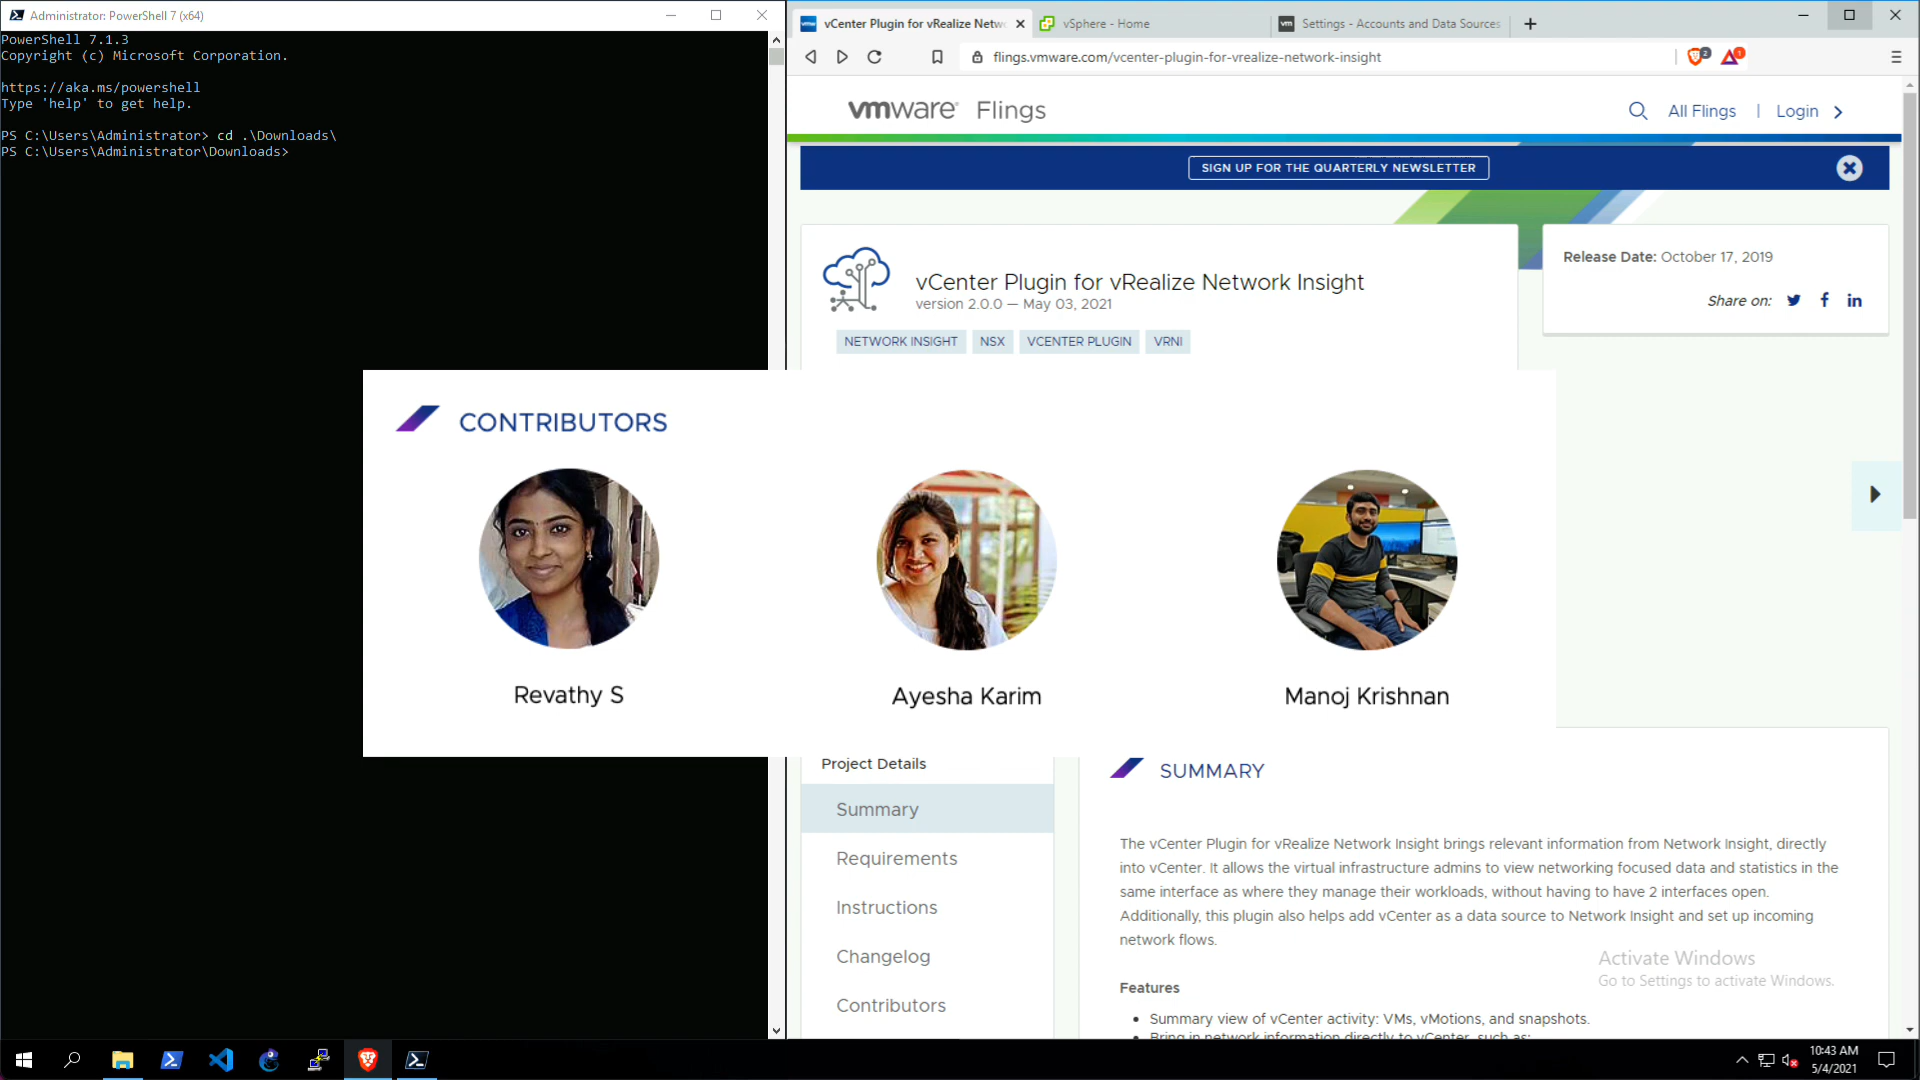 Administrator: PowerShell 7 (x64)
PowerShell 7.1.3
Copyright (c) Microsoft Corporation.
https://aka.ms/powershell
Type 'help' to get help.
PS C:\Users\Administrator> cd .\Downloads\
PS C:\Users\Administrator\Downloads>
vCenter Plugin for vRealize Netw
vSphere - Home
Settings - Accounts and Data Sources
flings.vmware.com/vcenter-plugin-for-vrealize-network-insight
2
1
vmware Flings
All Flings | Login
SIGN UP FOR THE QUARTERLY NEWSLETTER
vCenter Plugin for vRealize Network Insight
version 2.0.0 — May 03, 2021
NETWORK INSIGHT NSX VCENTER PLUGIN VRNI
Release Date: October 17, 2019
Share on:
CONTRIBUTORS
Revathy S
Ayesha Karim
Manoj Krishnan
Project Details
Summary
Requirements
Instructions
Changelog
Contributors
SUMMARY
The vCenter Plugin for vRealize Network Insight brings relevant information from Network Insight, directly
into vCenter. It allows the virtual infrastructure admins to view networking focused data and statistics in the
same interface as where they manage their workloads, without having to have 2 interfaces open.
Additionally, this plugin also helps add vCenter as a data source to Network Insight and set up incoming
network flows.
Features
Summary view of vCenter activity: VMs, vMotions, and snapshots.
Bring in network information directly to vCenter, such as:
Activate Windows
Go to Settings to activate Windows.
10:43 AM
5/4/2021